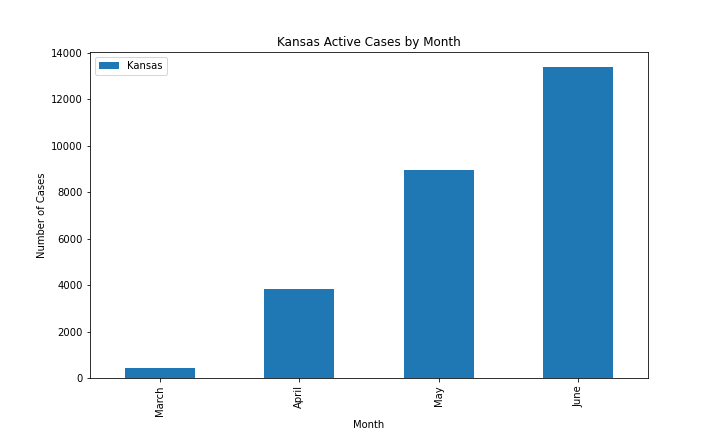 Kansas Active Cases by Month
Kansas
14000
12000
10000
8000
6000
4000
2000
0
Number of Cases
March
April
May
June
Month